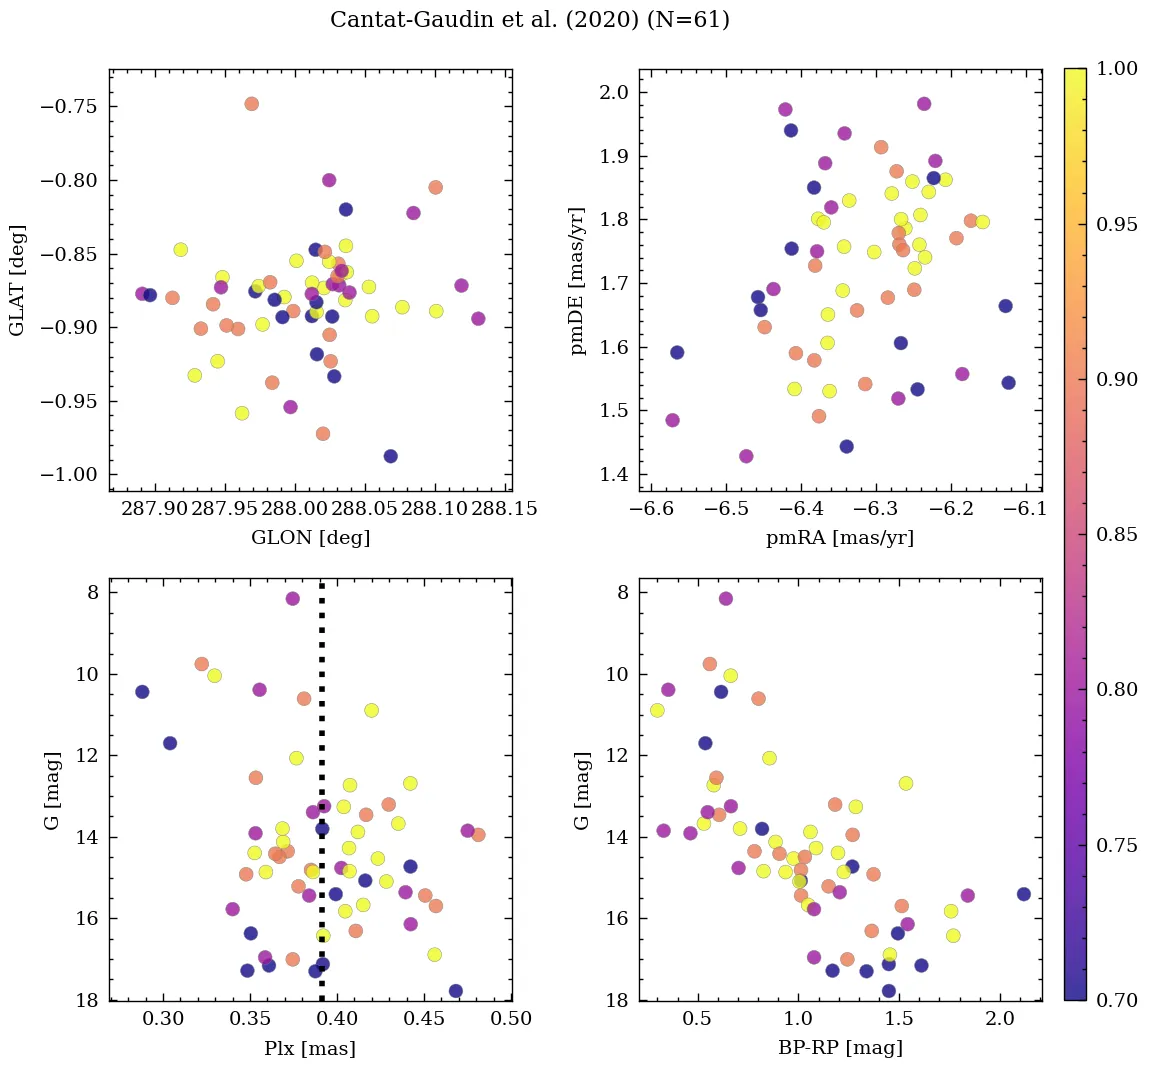 Cantat-Gaudin et al. (2020) (N=61)
GLAT [deg]
−0.75
−0.80
−0.85
−0.90
−0.95
−1.00
287.90 287.95 288.00 288.05 288.10 288.15
GLON [deg]
pmDE [mas/yr]
2.0
1.9
1.8
1.7
1.6
1.5
1.4
−6.6 −6.5 −6.4 −6.3 −6.2 −6.1
pmRA [mas/yr]
G [mag]
8
10
12
14
16
18
0.30 0.35 0.40 0.45 0.50
Plx [mas]
G [mag]
8
10
12
14
16
18
0.5 1.0 1.5 2.0
BP-RP [mag]
1.00
0.95
0.90
0.85
0.80
0.75
0.70